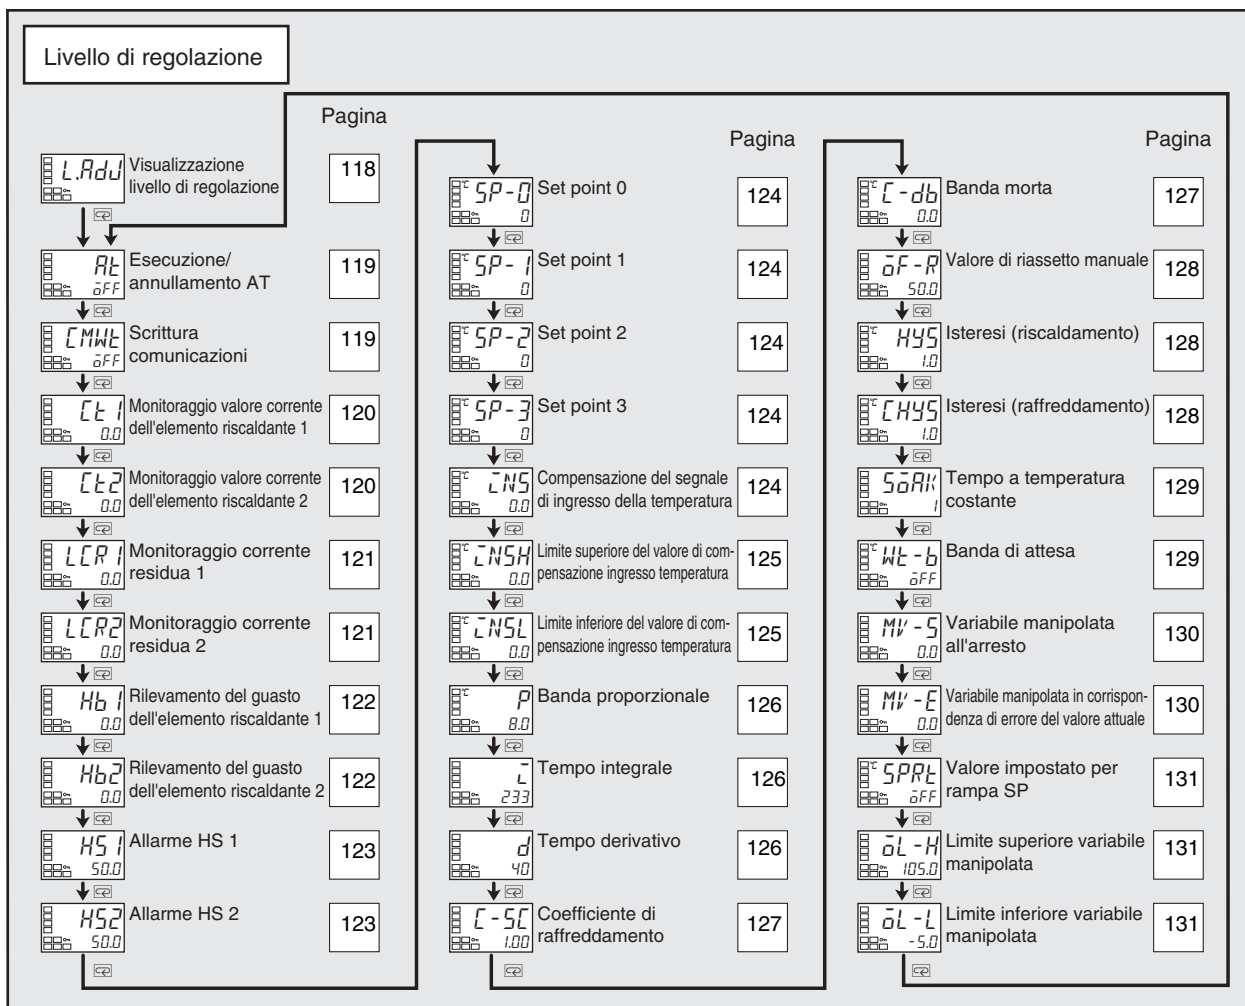 Livello di regolazione
Pagina
L.AdJ
Visualizzazione
livello di regolazione
118
At
oFF
Esecuzione/
annullamento AT
119
CMWt
oFF
Scrittura
comunicazioni
119
Ct1
0.0
Monitoraggio valore corrente
dell'elemento riscaldante 1
120
Ct2
0.0
Monitoraggio valore corrente
dell'elemento riscaldante 2
120
LCR1
0.0
Monitoraggio corrente
residua 1
121
LCR2
0.0
Monitoraggio corrente
residua 2
121
Hb1
0.0
Rilevamento del guasto
dell'elemento riscaldante 1
122
Hb2
0.0
Rilevamento del guasto
dell'elemento riscaldante 2
122
HS1
50.0
Allarme HS 1
123
HS2
50.0
Allarme HS 2
123
Pagina
°C
SP-0
0
Set point 0
124
°C
SP-1
0
Set point 1
124
°C
SP-2
0
Set point 2
124
°C
SP-3
0
Set point 3
124
°C
iNS
0.0
Compensazione del segnale
di ingresso della temperatura
124
°C
iNSH
0.0
Limite superiore del valore di com-
pensazione ingresso temperatura
125
°C
iNSL
0.0
Limite inferiore del valore di com-
pensazione ingresso temperatura
125
°C
P
8.0
Banda proporzionale
126
i
233
Tempo integrale
126
d
40
Tempo derivativo
126
C-SC
1.00
Coefficiente di
raffreddamento
127
Pagina
°C
C-db
0.0
Banda morta
127
oF-R
50.0
Valore di riassetto manuale
128
°C
HYS
1.0
Isteresi (riscaldamento)
128
°C
CHYS
1.0
Isteresi (raffreddamento)
128
SoAK
1
Tempo a temperatura
costante
129
°C
Wt-b
oFF
Banda di attesa
129
MV-S
0.0
Variabile manipolata
all'arresto
130
MV-E
0.0
Variabile manipolata in corrispon-
denza di errore del valore attuale
130
°C
SPRt
oFF
Valore impostato per
rampa SP
131
oL-H
105.0
Limite superiore variabile
manipolata
131
oL-L
-5.0
Limite inferiore variabile
manipolata
131